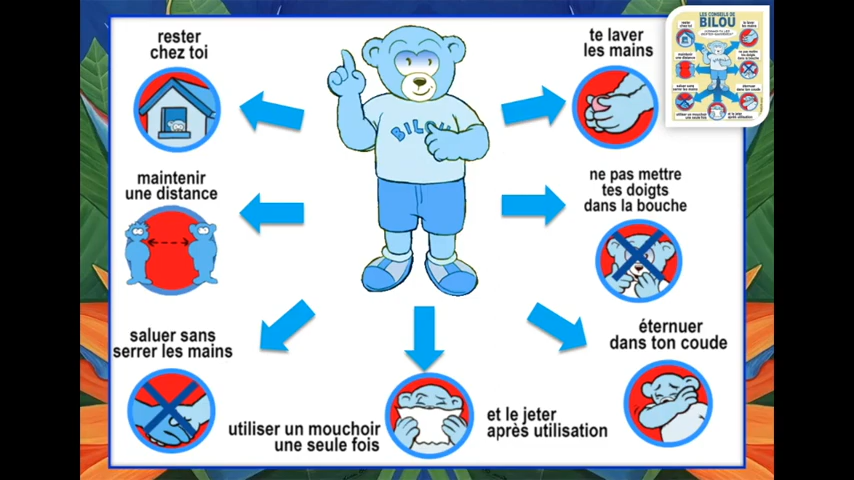 rester
chez toi
te laver
les mains
LES CONSEILS DE
BILOU
BILOU
maintenir
une distance
ne pas mettre
tes doigts
dans la bouche
saluer sans
serrer les mains
éternuer
dans ton coude
utiliser un mouchoir
une seule fois
et le jeter
après utilisation